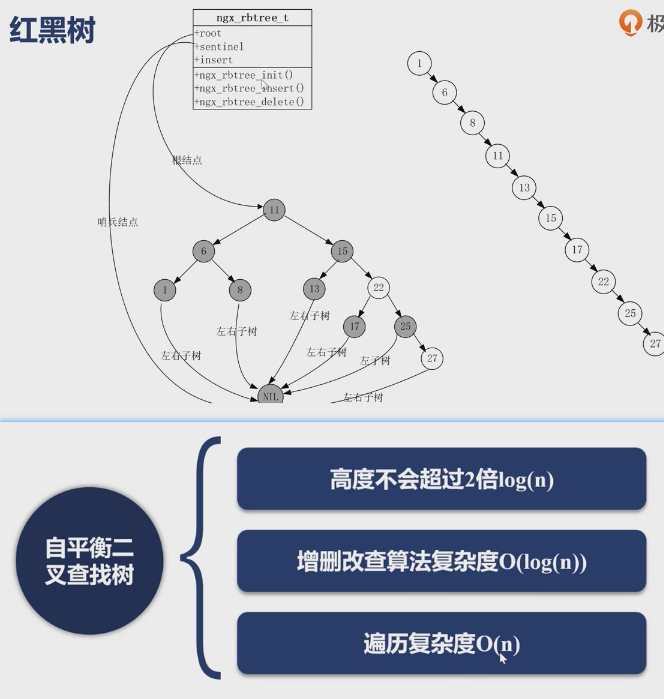 红黑树
极
ngx_rbtree_t
+root
+sentinel
+insert
+ngx_rbtree_init()
+ngx_rbtree_insert()
+ngx_rbtree_delete()
根结点
哨兵结点
11
6
15
1
8
13
22
17
25
27
左右子树
左右子树
左右子树
左右子树
左子树
左右子树
NIL
1
6
8
11
13
15
17
22
25
27
自平衡二
叉查找树
高度不会超过2倍log(n)
增删改查算法复杂度O(log(n))
遍历复杂度O(n)